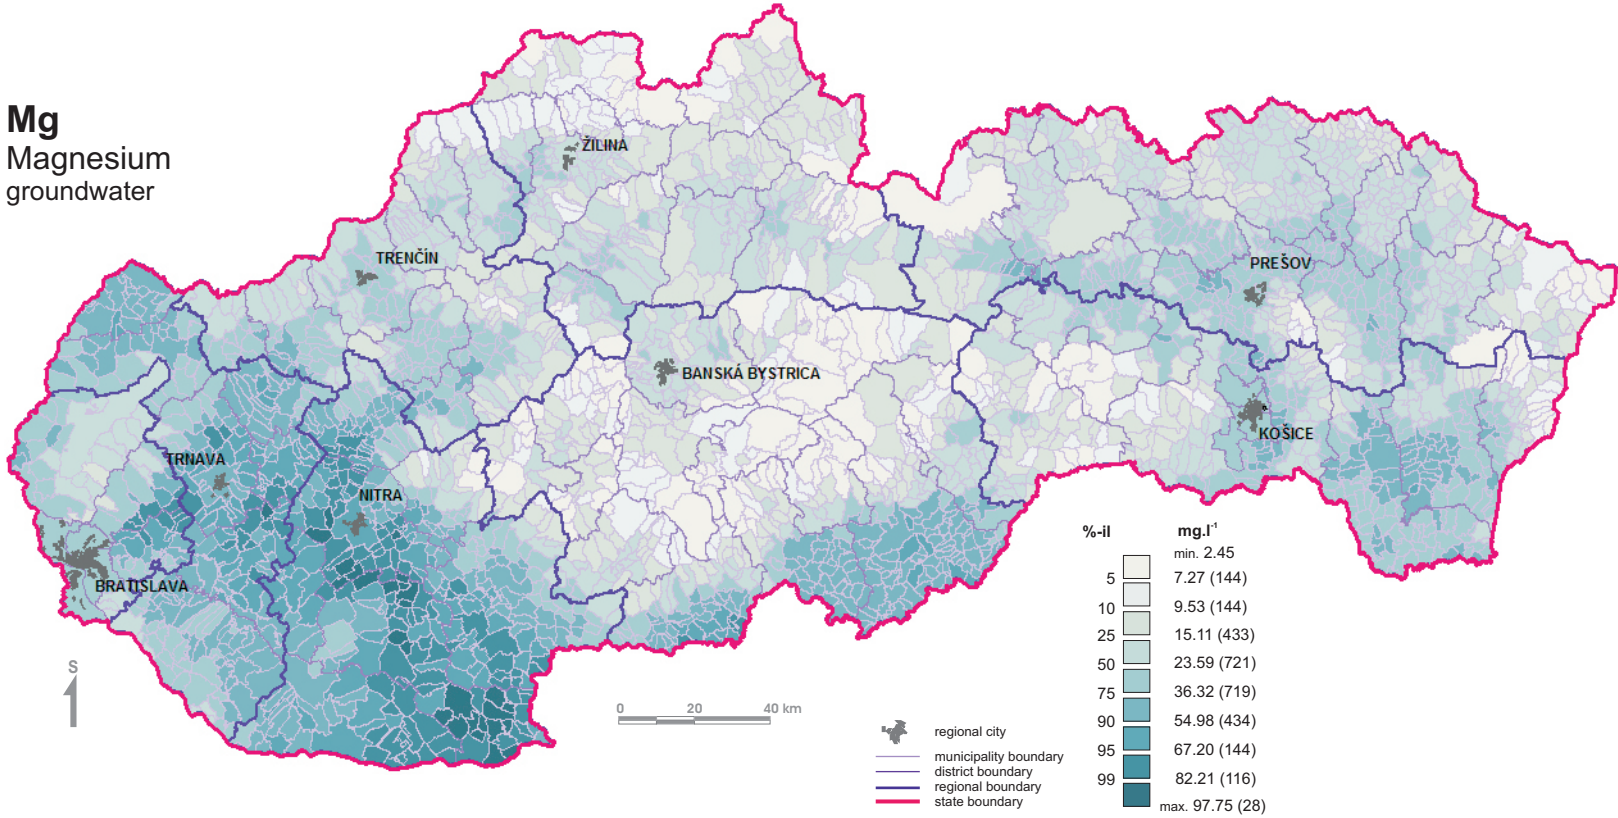 Mg
Magnesium
groundwater
ŽILINA
TRENČÍN
PREŠOV
BANSKÁ BYSTRICA
KOŠICE
TRNAVA
NITRA
BRATISLAVA
S
0 20 40 km
regional city
municipality boundary
district boundary
regional boundary
state boundary
%-il mg.l⁻¹
min. 2.45
5 7.27 (144)
10 9.53 (144)
25 15.11 (433)
50 23.59 (721)
75 36.32 (719)
90 54.98 (434)
95 67.20 (144)
99 82.21 (116)
max. 97.75 (28)